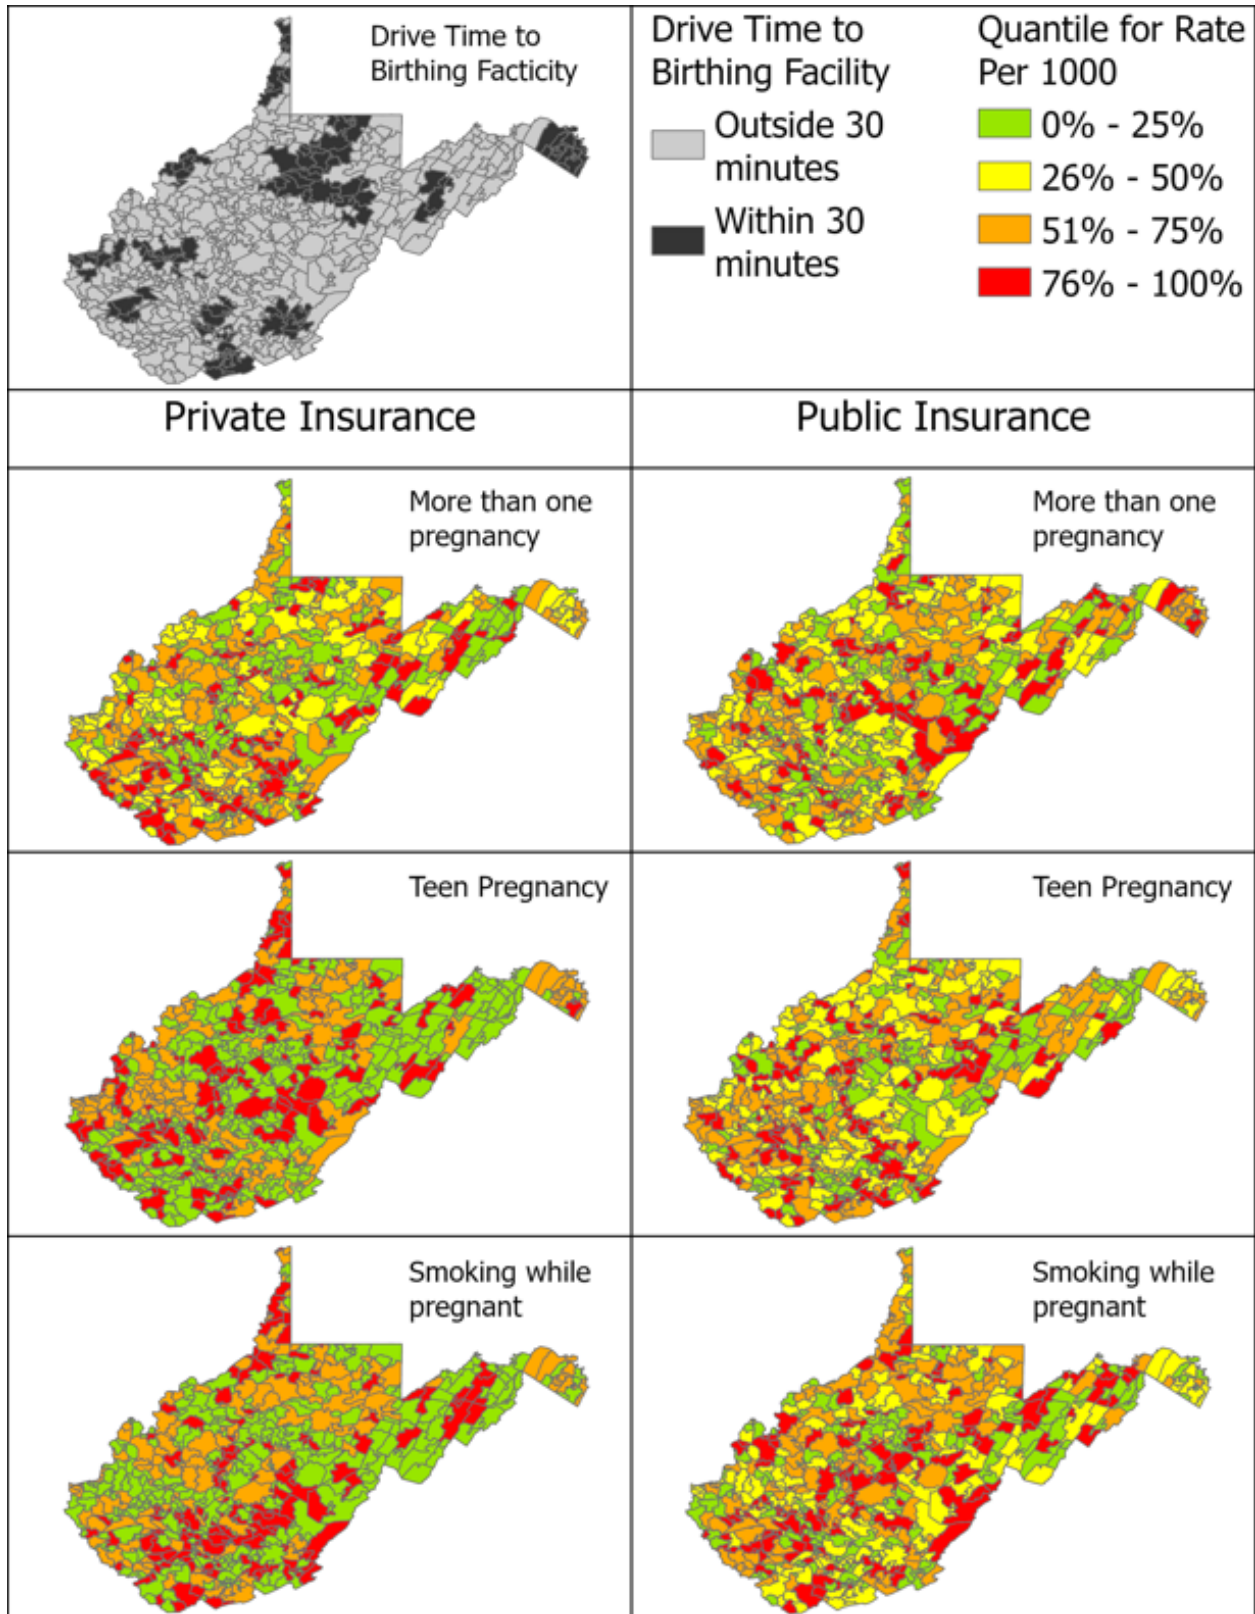 Drive Time to
Birthing Facticity
Drive Time to
Birthing Facility
Outside 30
minutes
Within 30
minutes
Quantile for Rate
Per 1000
0% - 25%
26% - 50%
51% - 75%
76% - 100%
Private Insurance
Public Insurance
More than one
pregnancy
More than one
pregnancy
Teen Pregnancy
Teen Pregnancy
Smoking while
pregnant
Smoking while
pregnant